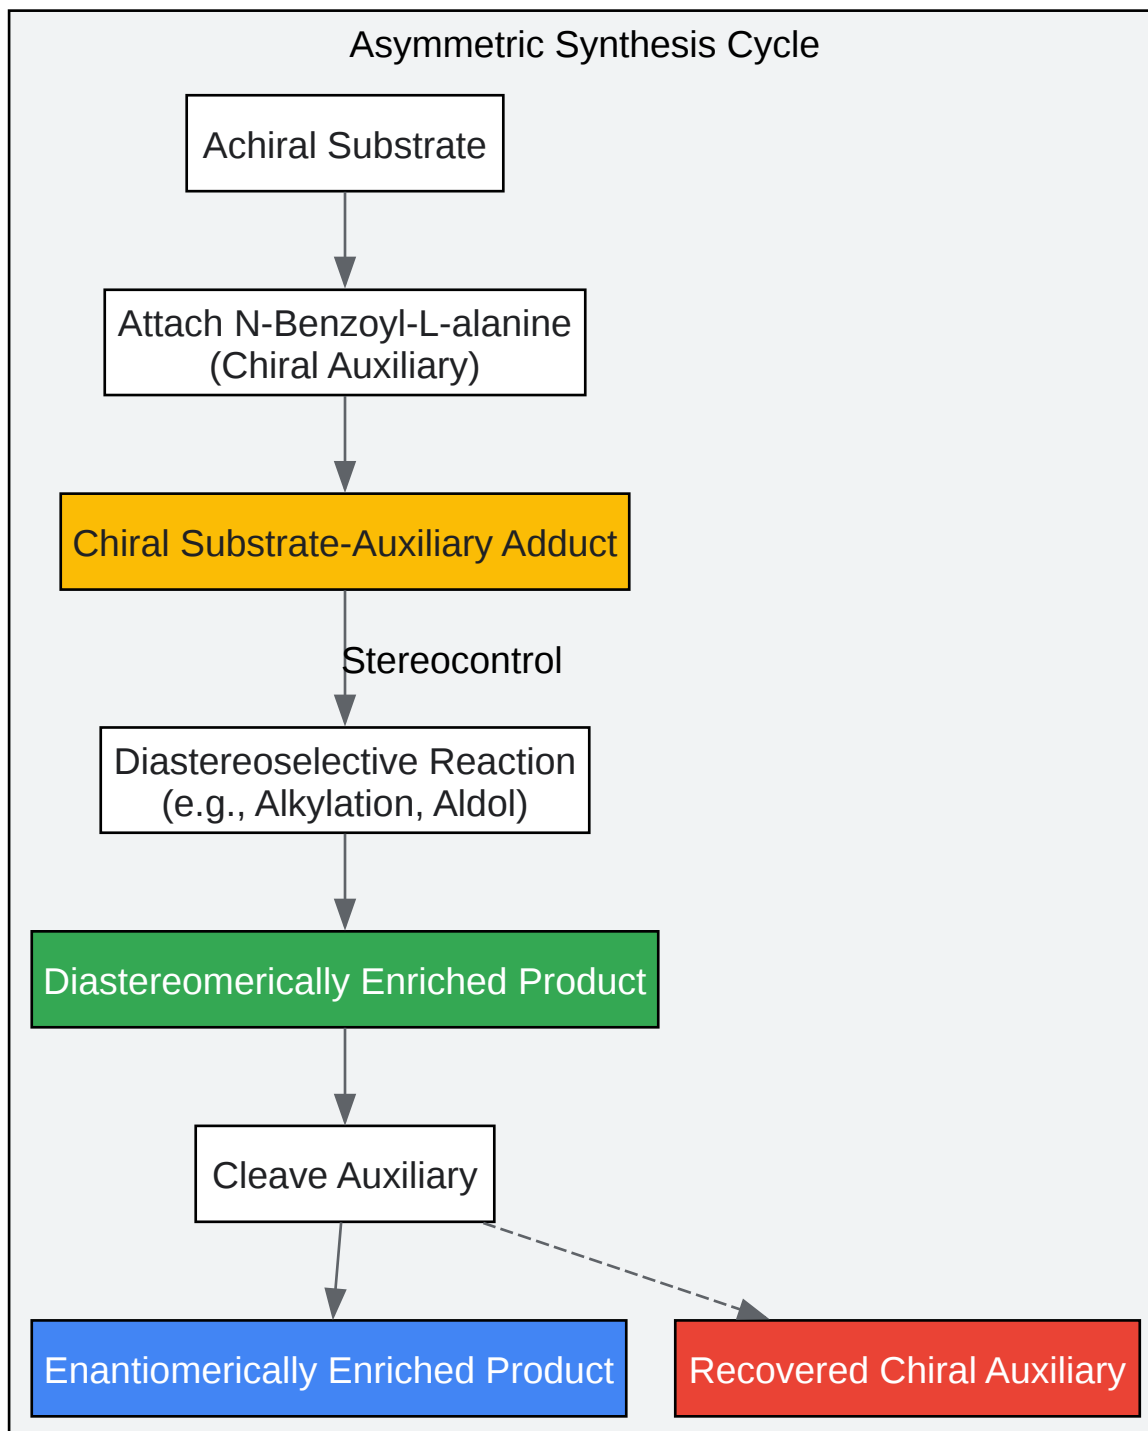 Asymmetric Synthesis Cycle
Achiral Substrate
Attach N-Benzoyl-L-alanine
(Chiral Auxiliary)
Chiral Substrate-Auxiliary Adduct
Stereocontrol
Diastereoselective Reaction
(e.g., Alkylation, Aldol)
Diastereomerically Enriched Product
Cleave Auxiliary
Enantiomerically Enriched Product
Recovered Chiral Auxiliary